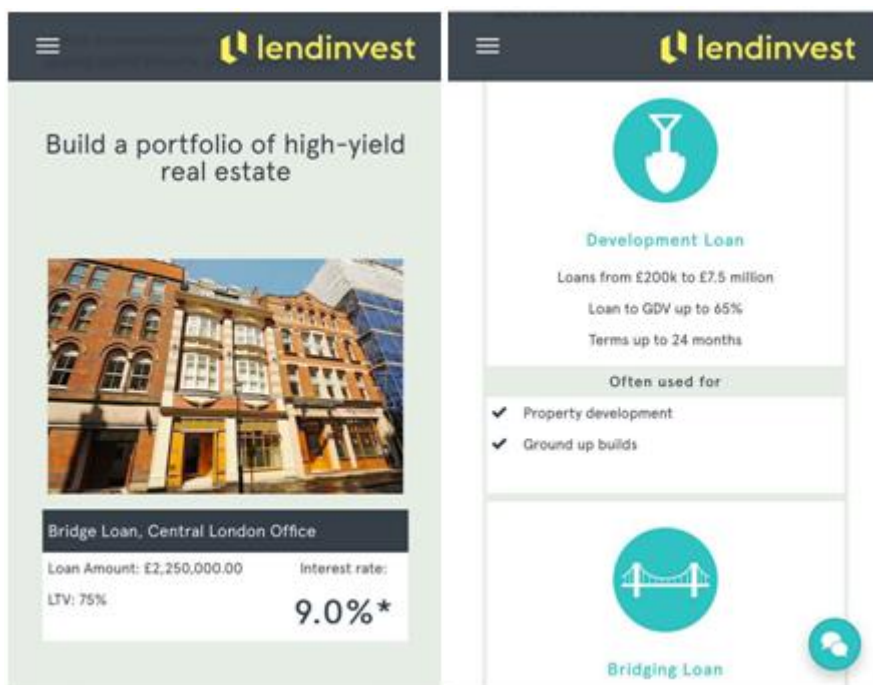 lendinvest
Build a portfolio of high-yield
real estate
Bridge Loan, Central London Office
Loan Amount: £2,250,000.00
Interest rate:
LTV: 75%
9.0%*
lendinvest
Development Loan
Loans from £200k to £7.5 million
Loan to GDV up to 65%
Terms up to 24 months
Often used for
Property development
Ground up builds
Bridging Loan